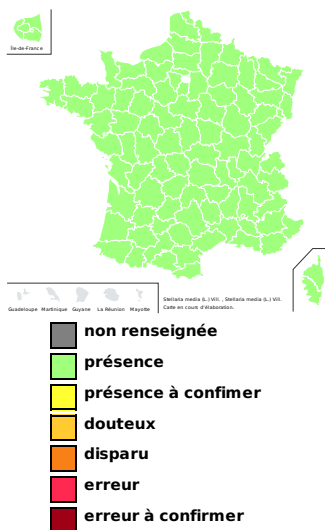 Île-de-France
Guadeloupe Martinique Guyane La Réunion Mayotte
Stellaria media (L.) Vill. , Stellaria media (L.) Vill.
Carte en cours d'élaboration.
non renseignée
présence
présence à confimer
douteux
disparu
erreur
erreur à confirmer